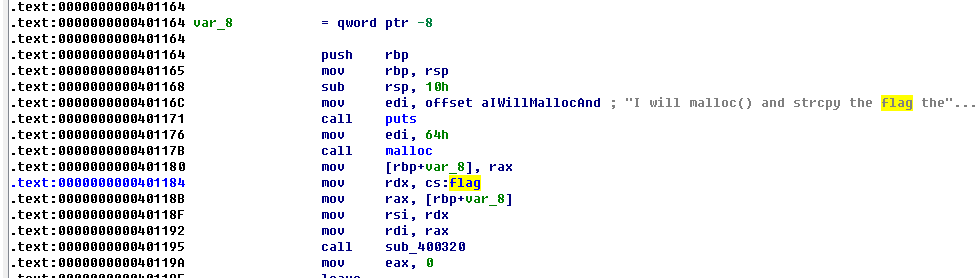 .text:0000000000401164
.text:0000000000401164 var_8 = qword ptr -8
.text:0000000000401164
.text:0000000000401164 push rbp
.text:0000000000401165 mov rbp, rsp
.text:0000000000401168 sub rsp, 10h
.text:000000000040116C mov edi, offset aIWillMallocAnd ; "I will malloc() and strcpy the flag the"...
.text:0000000000401171 call puts
.text:0000000000401176 mov edi, 64h
.text:000000000040117B call malloc
.text:0000000000401180 mov [rbp+var_8], rax
.text:0000000000401184 mov rdx, cs:flag
.text:000000000040118B mov rax, [rbp+var_8]
.text:000000000040118F mov rsi, rdx
.text:0000000000401192 mov rdi, rax
.text:0000000000401195 call sub_400320
.text:000000000040119A mov eax, 0
.text:000000000040119F leave